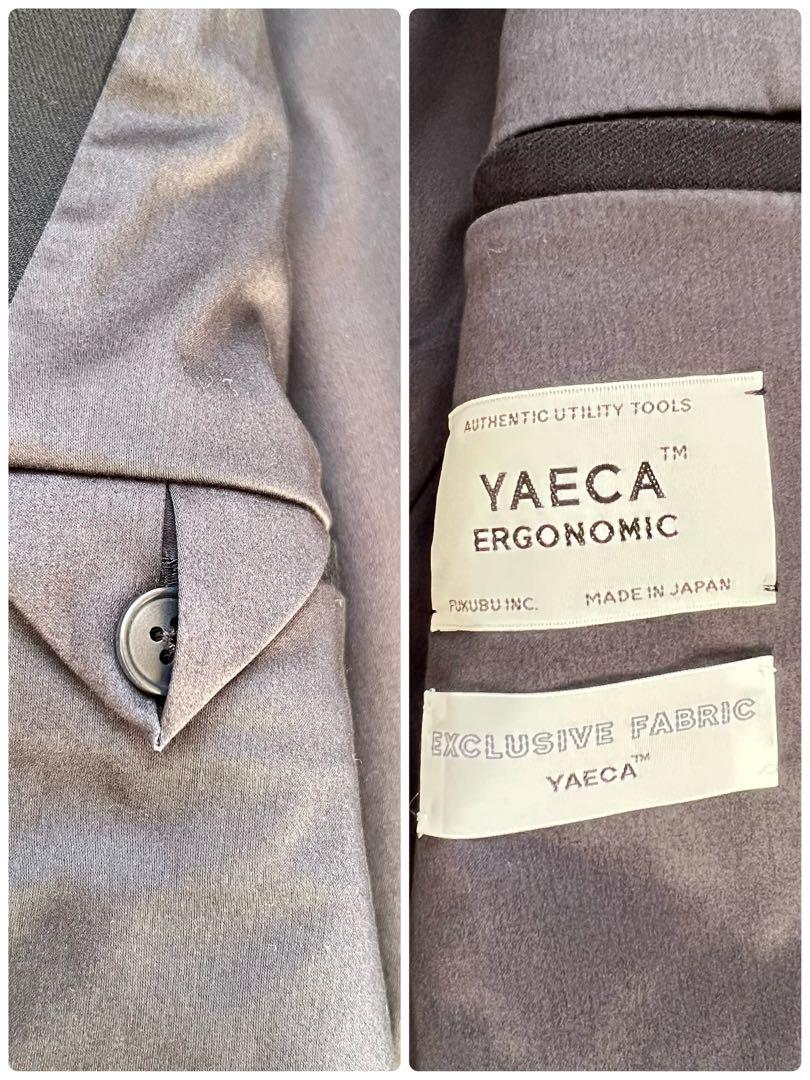 AUTHENTIC UTILITY TOOLS
YAECA™
ERGONOMIC
FUKUBU INC. MADE IN JAPAN
EXCLUSIVE FABRIC
YAECA™